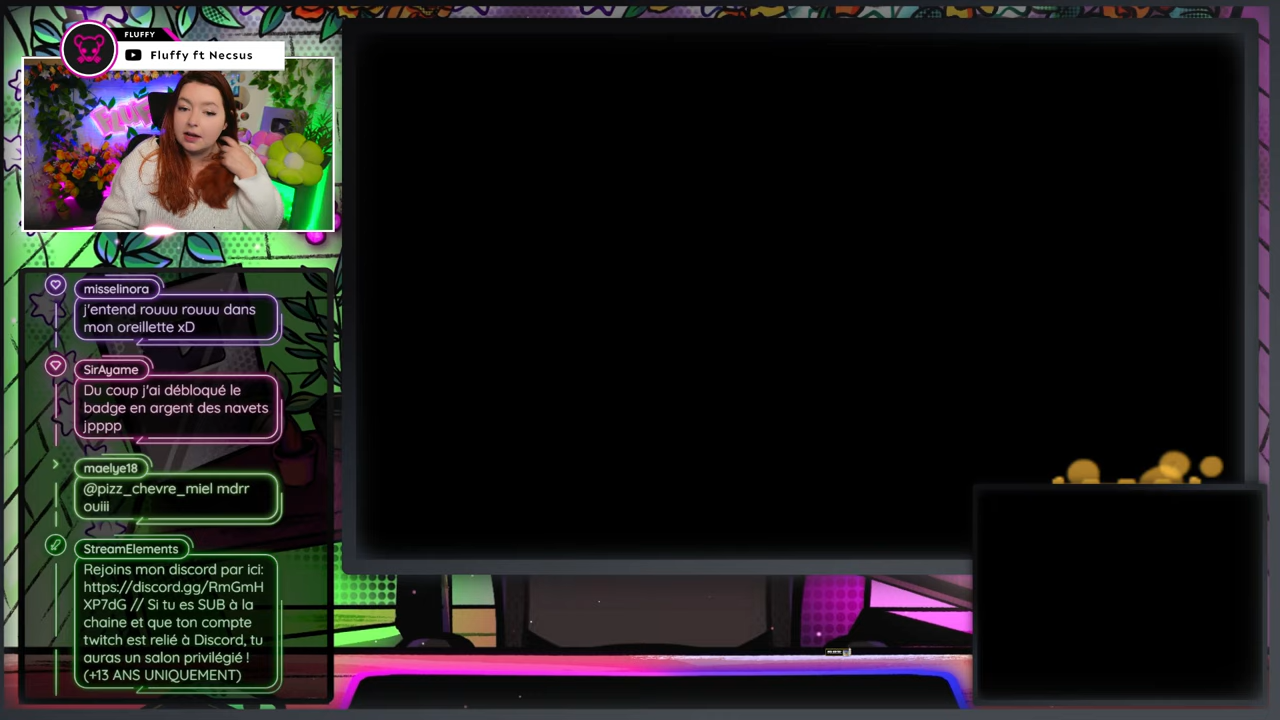 FLUFFY
Fluffy ft Necsus
misselinora
j'entend rouuu rouuu dans
mon oreillette xD
SirAyame
Du coup j'ai débloqué le
badge en argent des navets
jpppp
maelye18
@pizz_chevre_miel mdrr
ouiii
StreamElements
Rejoins mon discord par ici:
https://discord.gg/RmGmH
XP7dG // Si tu es SUB à la
chaine et que ton compte
twitch est relié à Discord, tu
auras un salon privilégié !
(+13 ANS UNIQUEMENT)